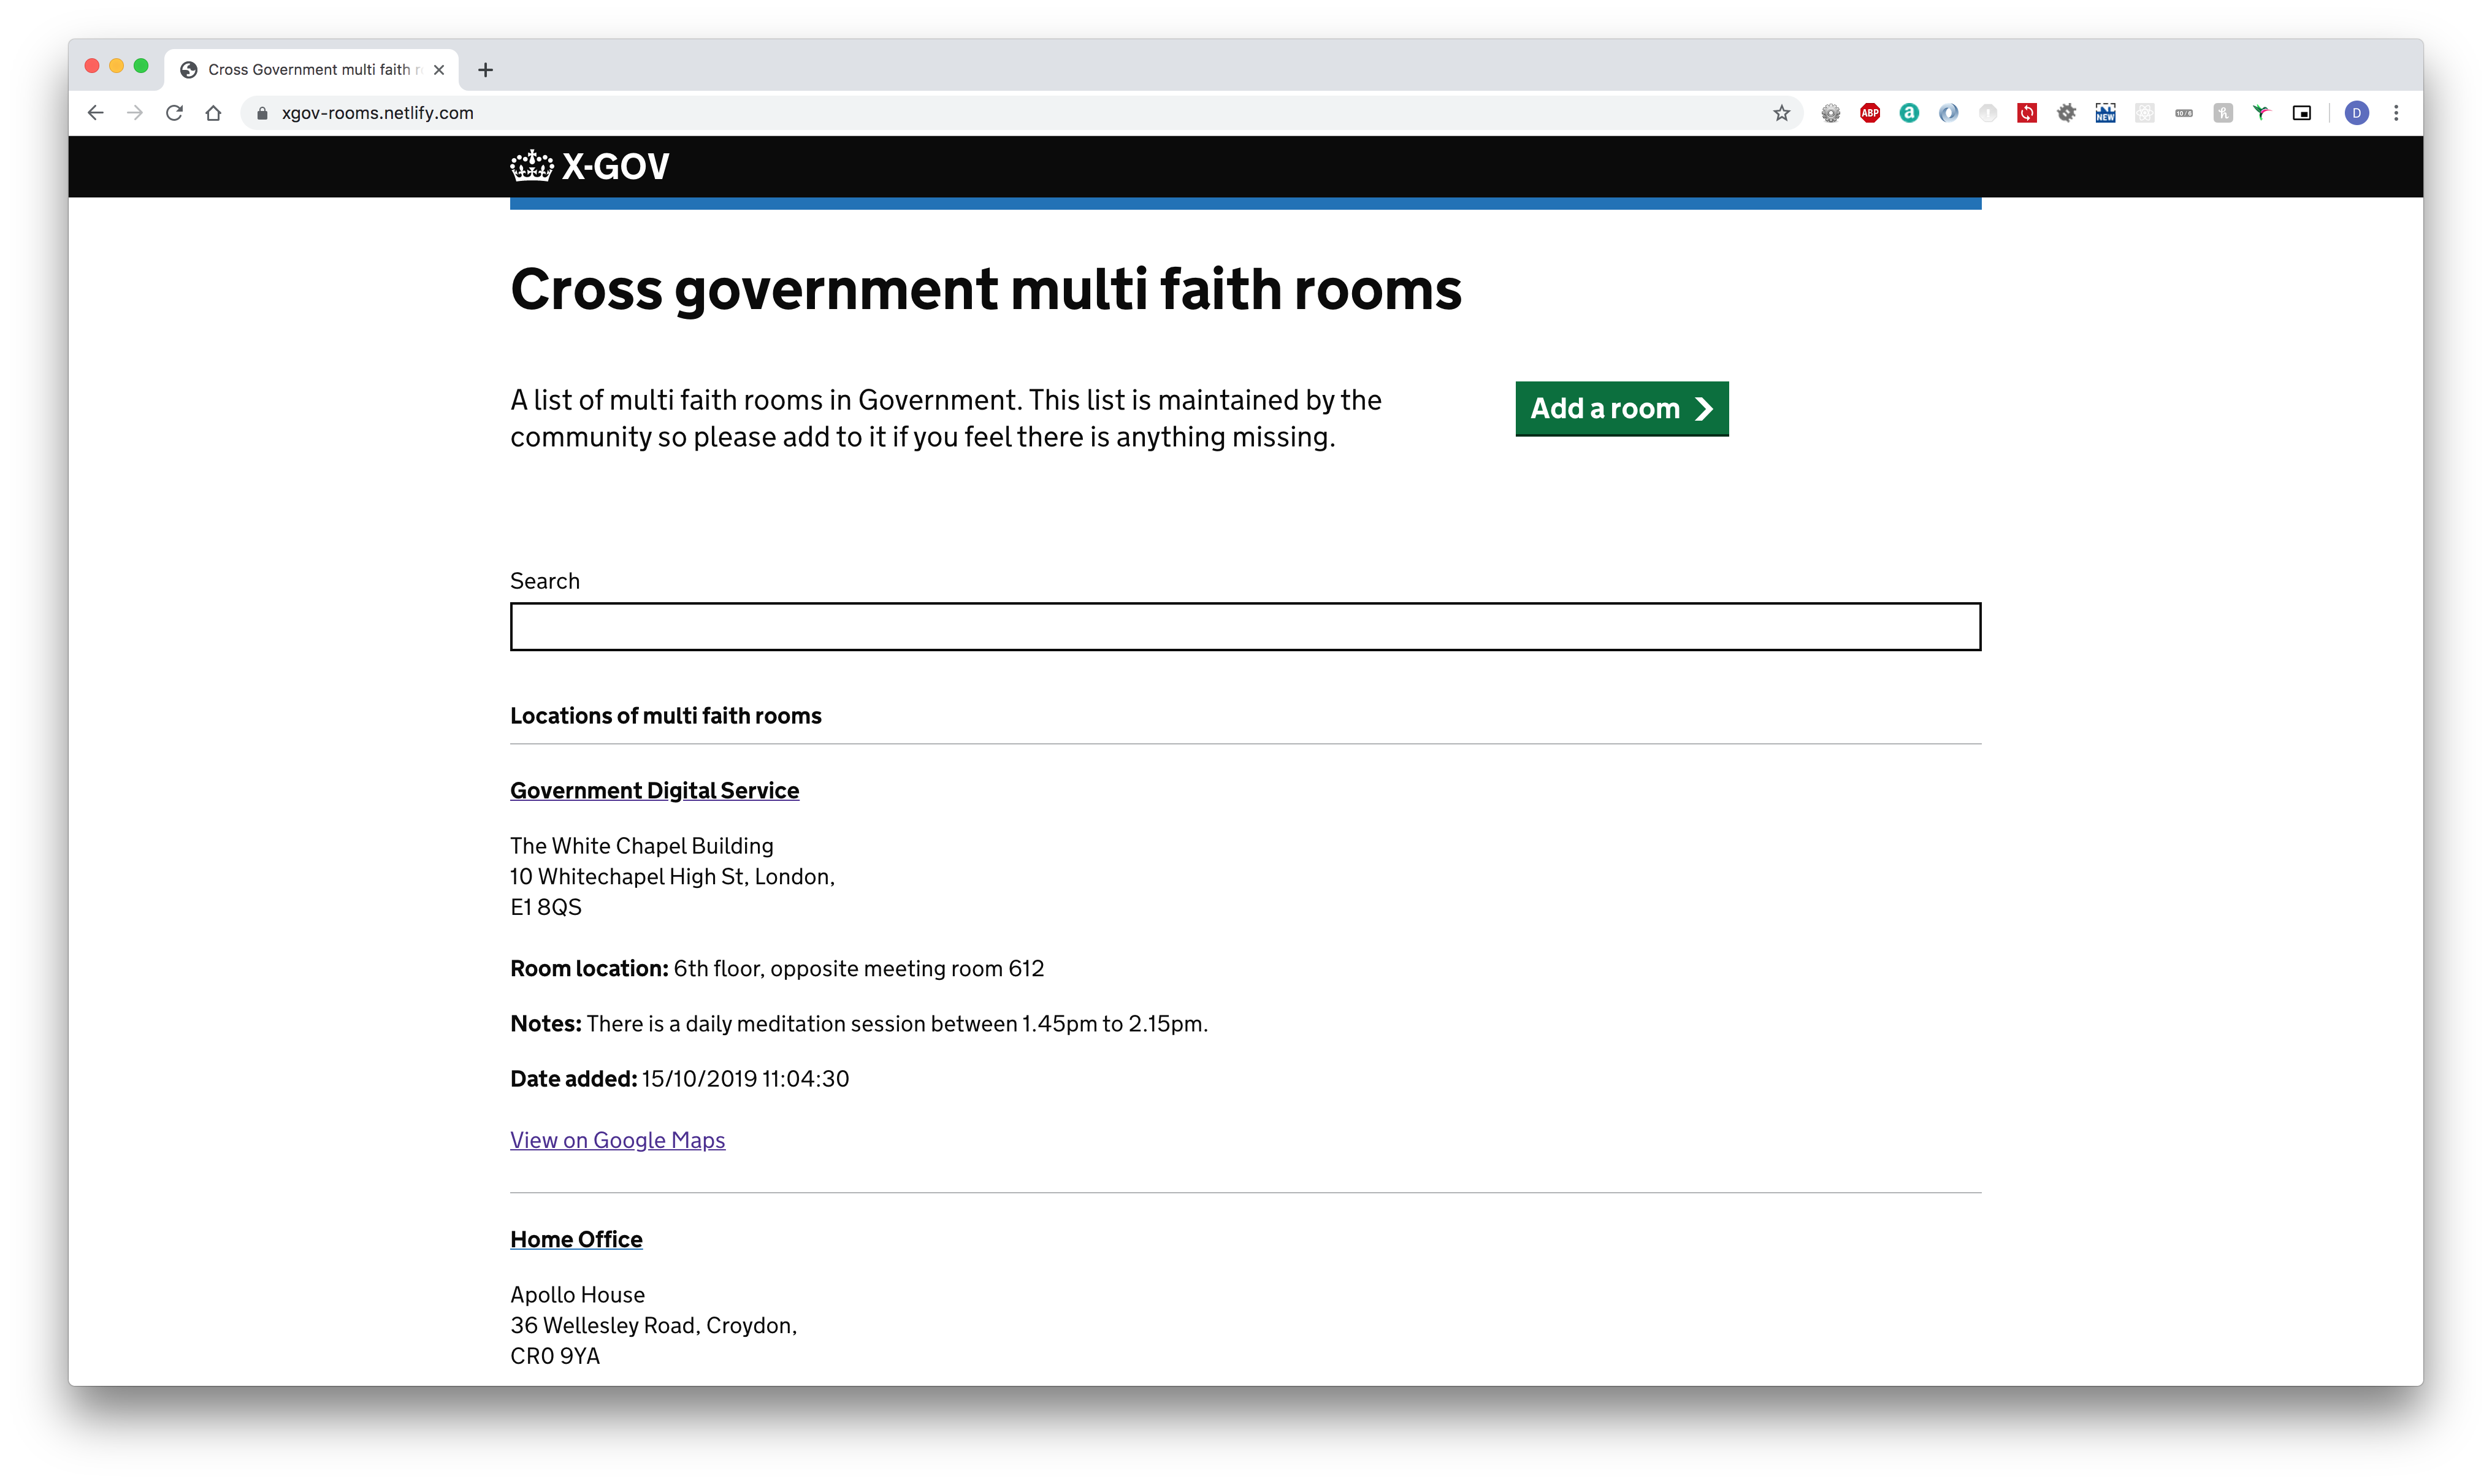 Cross Government multi faith r
xgov-rooms.netlify.com
ABP
a
NEW
D
X-GOV
Cross government multi faith rooms
A list of multi faith rooms in Government. This list is maintained by the
community so please add to it if you feel there is anything missing.
Add a room
Search
Locations of multi faith rooms
Government Digital Service
The White Chapel Building
10 Whitechapel High St, London,
E1 8QS
Room location: 6th floor, opposite meeting room 612
Notes: There is a daily meditation session between 1.45pm to 2.15pm.
Date added: 15/10/2019 11:04:30
View on Google Maps
Home Office
Apollo House
36 Wellesley Road, Croydon,
CR0 9YA